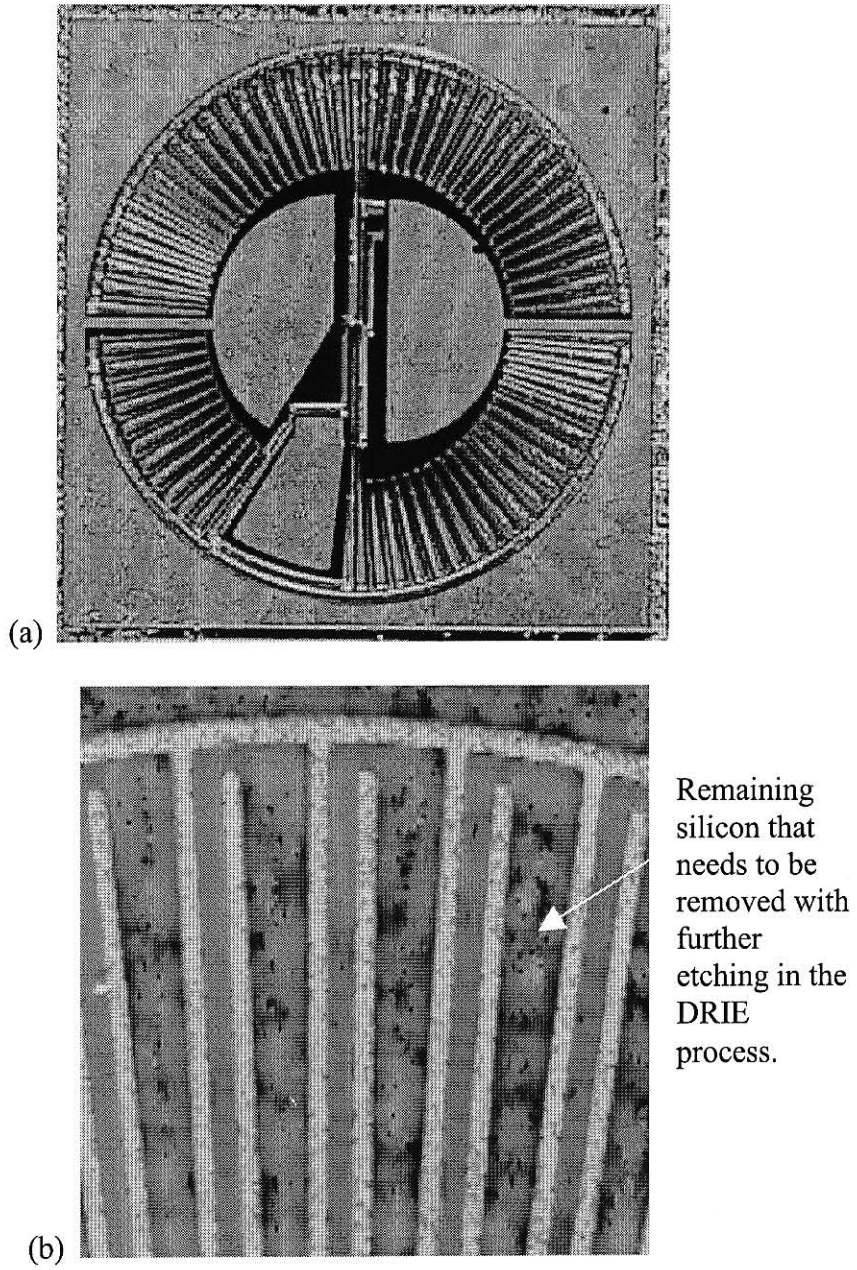 (a)
Remaining
silicon that
needs to be
removed with
further
etching in the
DRIE
process.
(b)